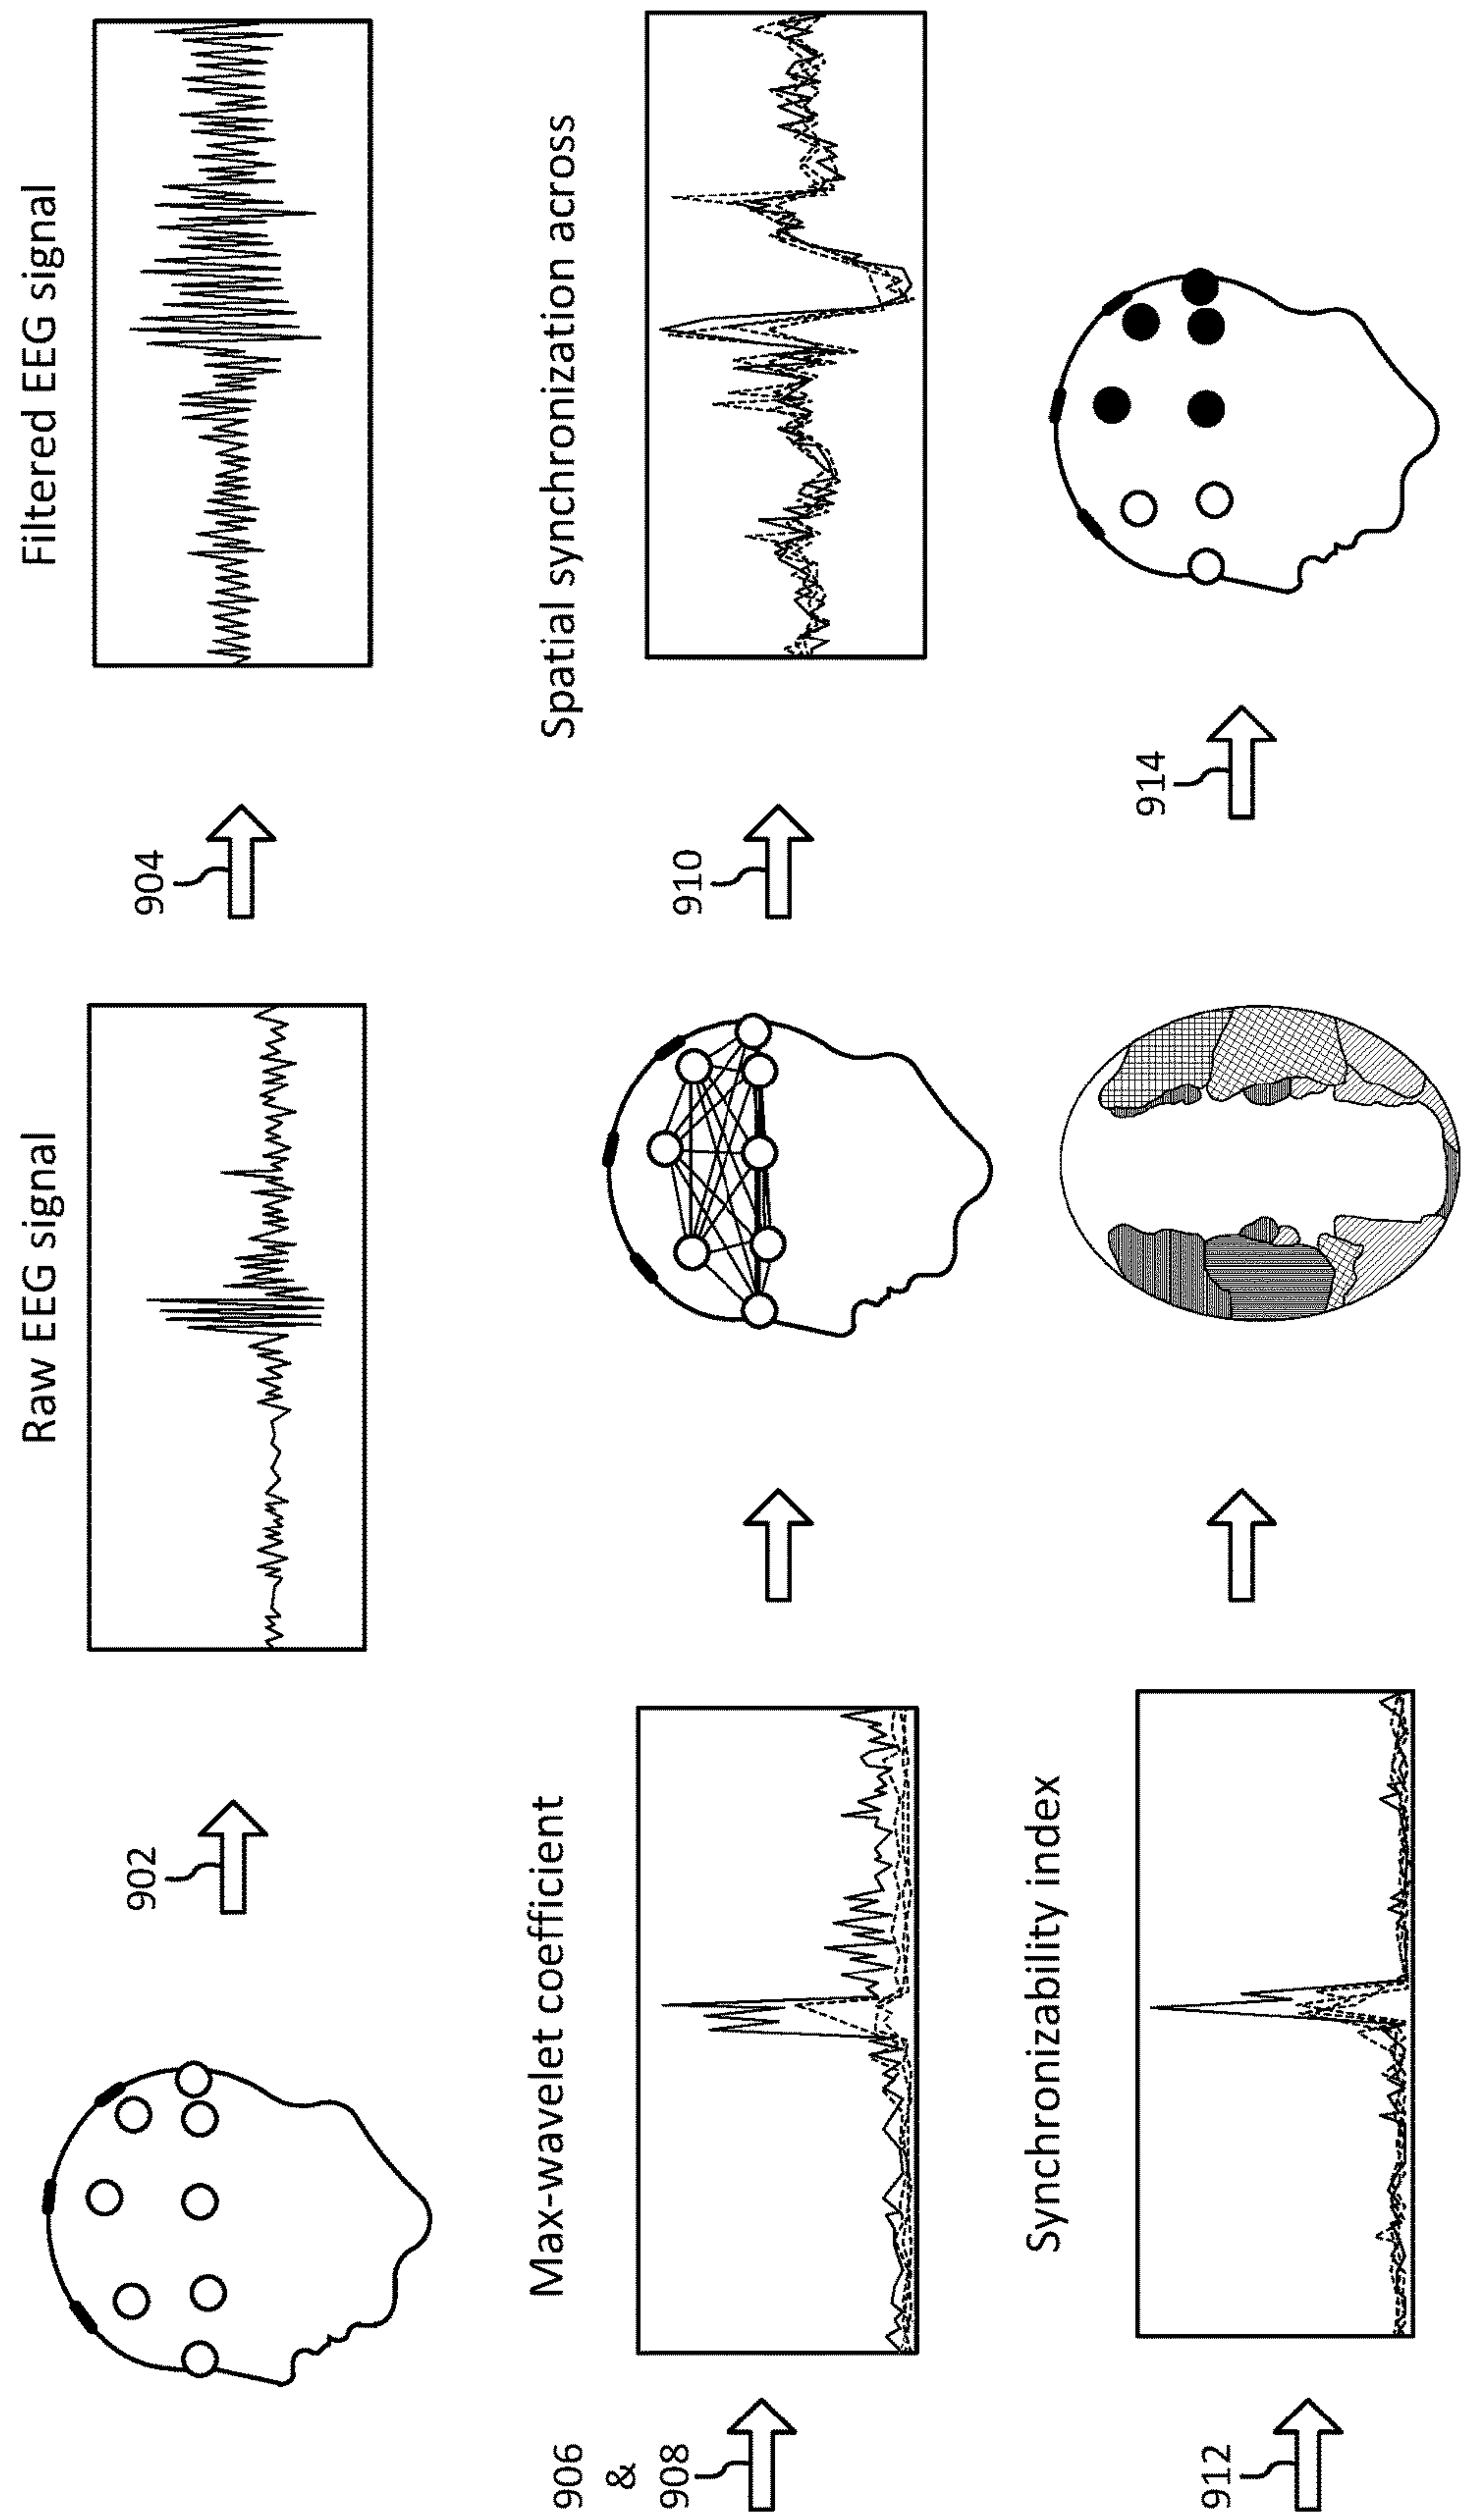 902
Raw EEG signal
904
Filtered EEG signal
906
&
908
Max-wavelet coefficient
910
Spatial synchronization across
912
Synchronizability index
914